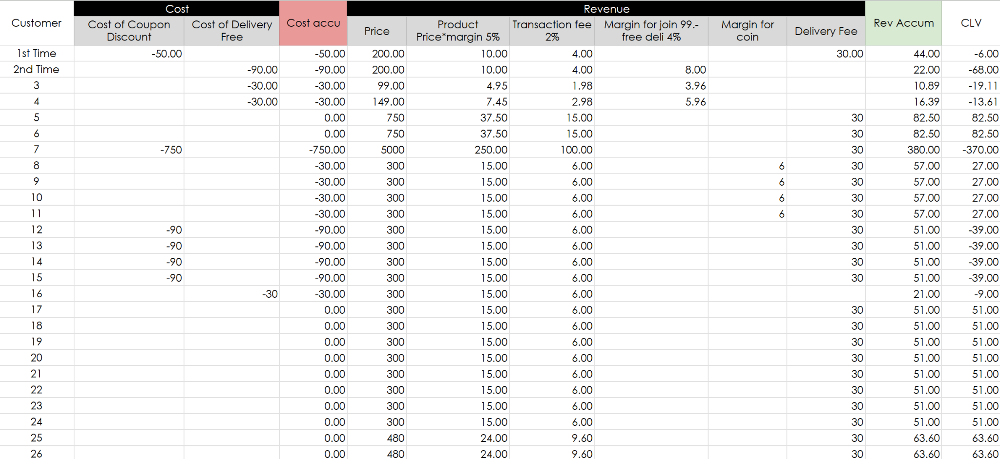 Cost Revenue
Customer Cost of Coupon Discount Cost of Delivery Free Cost accu Price Product Price*margin 5% Transaction fee 2% Margin for join 99.- free deli 4% Margin for coin Delivery Fee Rev Accum CLV
1st Time -50.00 -50.00 200.00 10.00 4.00 30.00 44.00 -6.00
2nd Time -90.00 -90.00 200.00 10.00 4.00 8.00 22.00 -68.00
3 -30.00 -30.00 99.00 4.95 1.98 3.96 10.89 -19.11
4 -30.00 -30.00 149.00 7.45 2.98 5.96 16.39 -13.61
5 0.00 750 37.50 15.00 30 82.50 82.50
6 0.00 750 37.50 15.00 30 82.50 82.50
7 -750 -750.00 5000 250.00 100.00 30 380.00 -370.00
8 -30.00 300 15.00 6.00 6 30 57.00 27.00
9 -30.00 300 15.00 6.00 6 30 57.00 27.00
10 -30.00 300 15.00 6.00 6 30 57.00 27.00
11 -30.00 300 15.00 6.00 6 30 57.00 27.00
12 -90 -90.00 300 15.00 6.00 30 51.00 -39.00
13 -90 -90.00 300 15.00 6.00 30 51.00 -39.00
14 -90 -90.00 300 15.00 6.00 30 51.00 -39.00
15 -90 -90.00 300 15.00 6.00 30 51.00 -39.00
16 -30 -30.00 300 15.00 6.00 21.00 -9.00
17 0.00 300 15.00 6.00 30 51.00 51.00
18 0.00 300 15.00 6.00 30 51.00 51.00
19 0.00 300 15.00 6.00 30 51.00 51.00
20 0.00 300 15.00 6.00 30 51.00 51.00
21 0.00 300 15.00 6.00 30 51.00 51.00
22 0.00 300 15.00 6.00 30 51.00 51.00
23 0.00 300 15.00 6.00 30 51.00 51.00
24 0.00 300 15.00 6.00 30 51.00 51.00
25 0.00 480 24.00 9.60 30 63.60 63.60
26 0.00 480 24.00 9.60 30 63.60 63.60